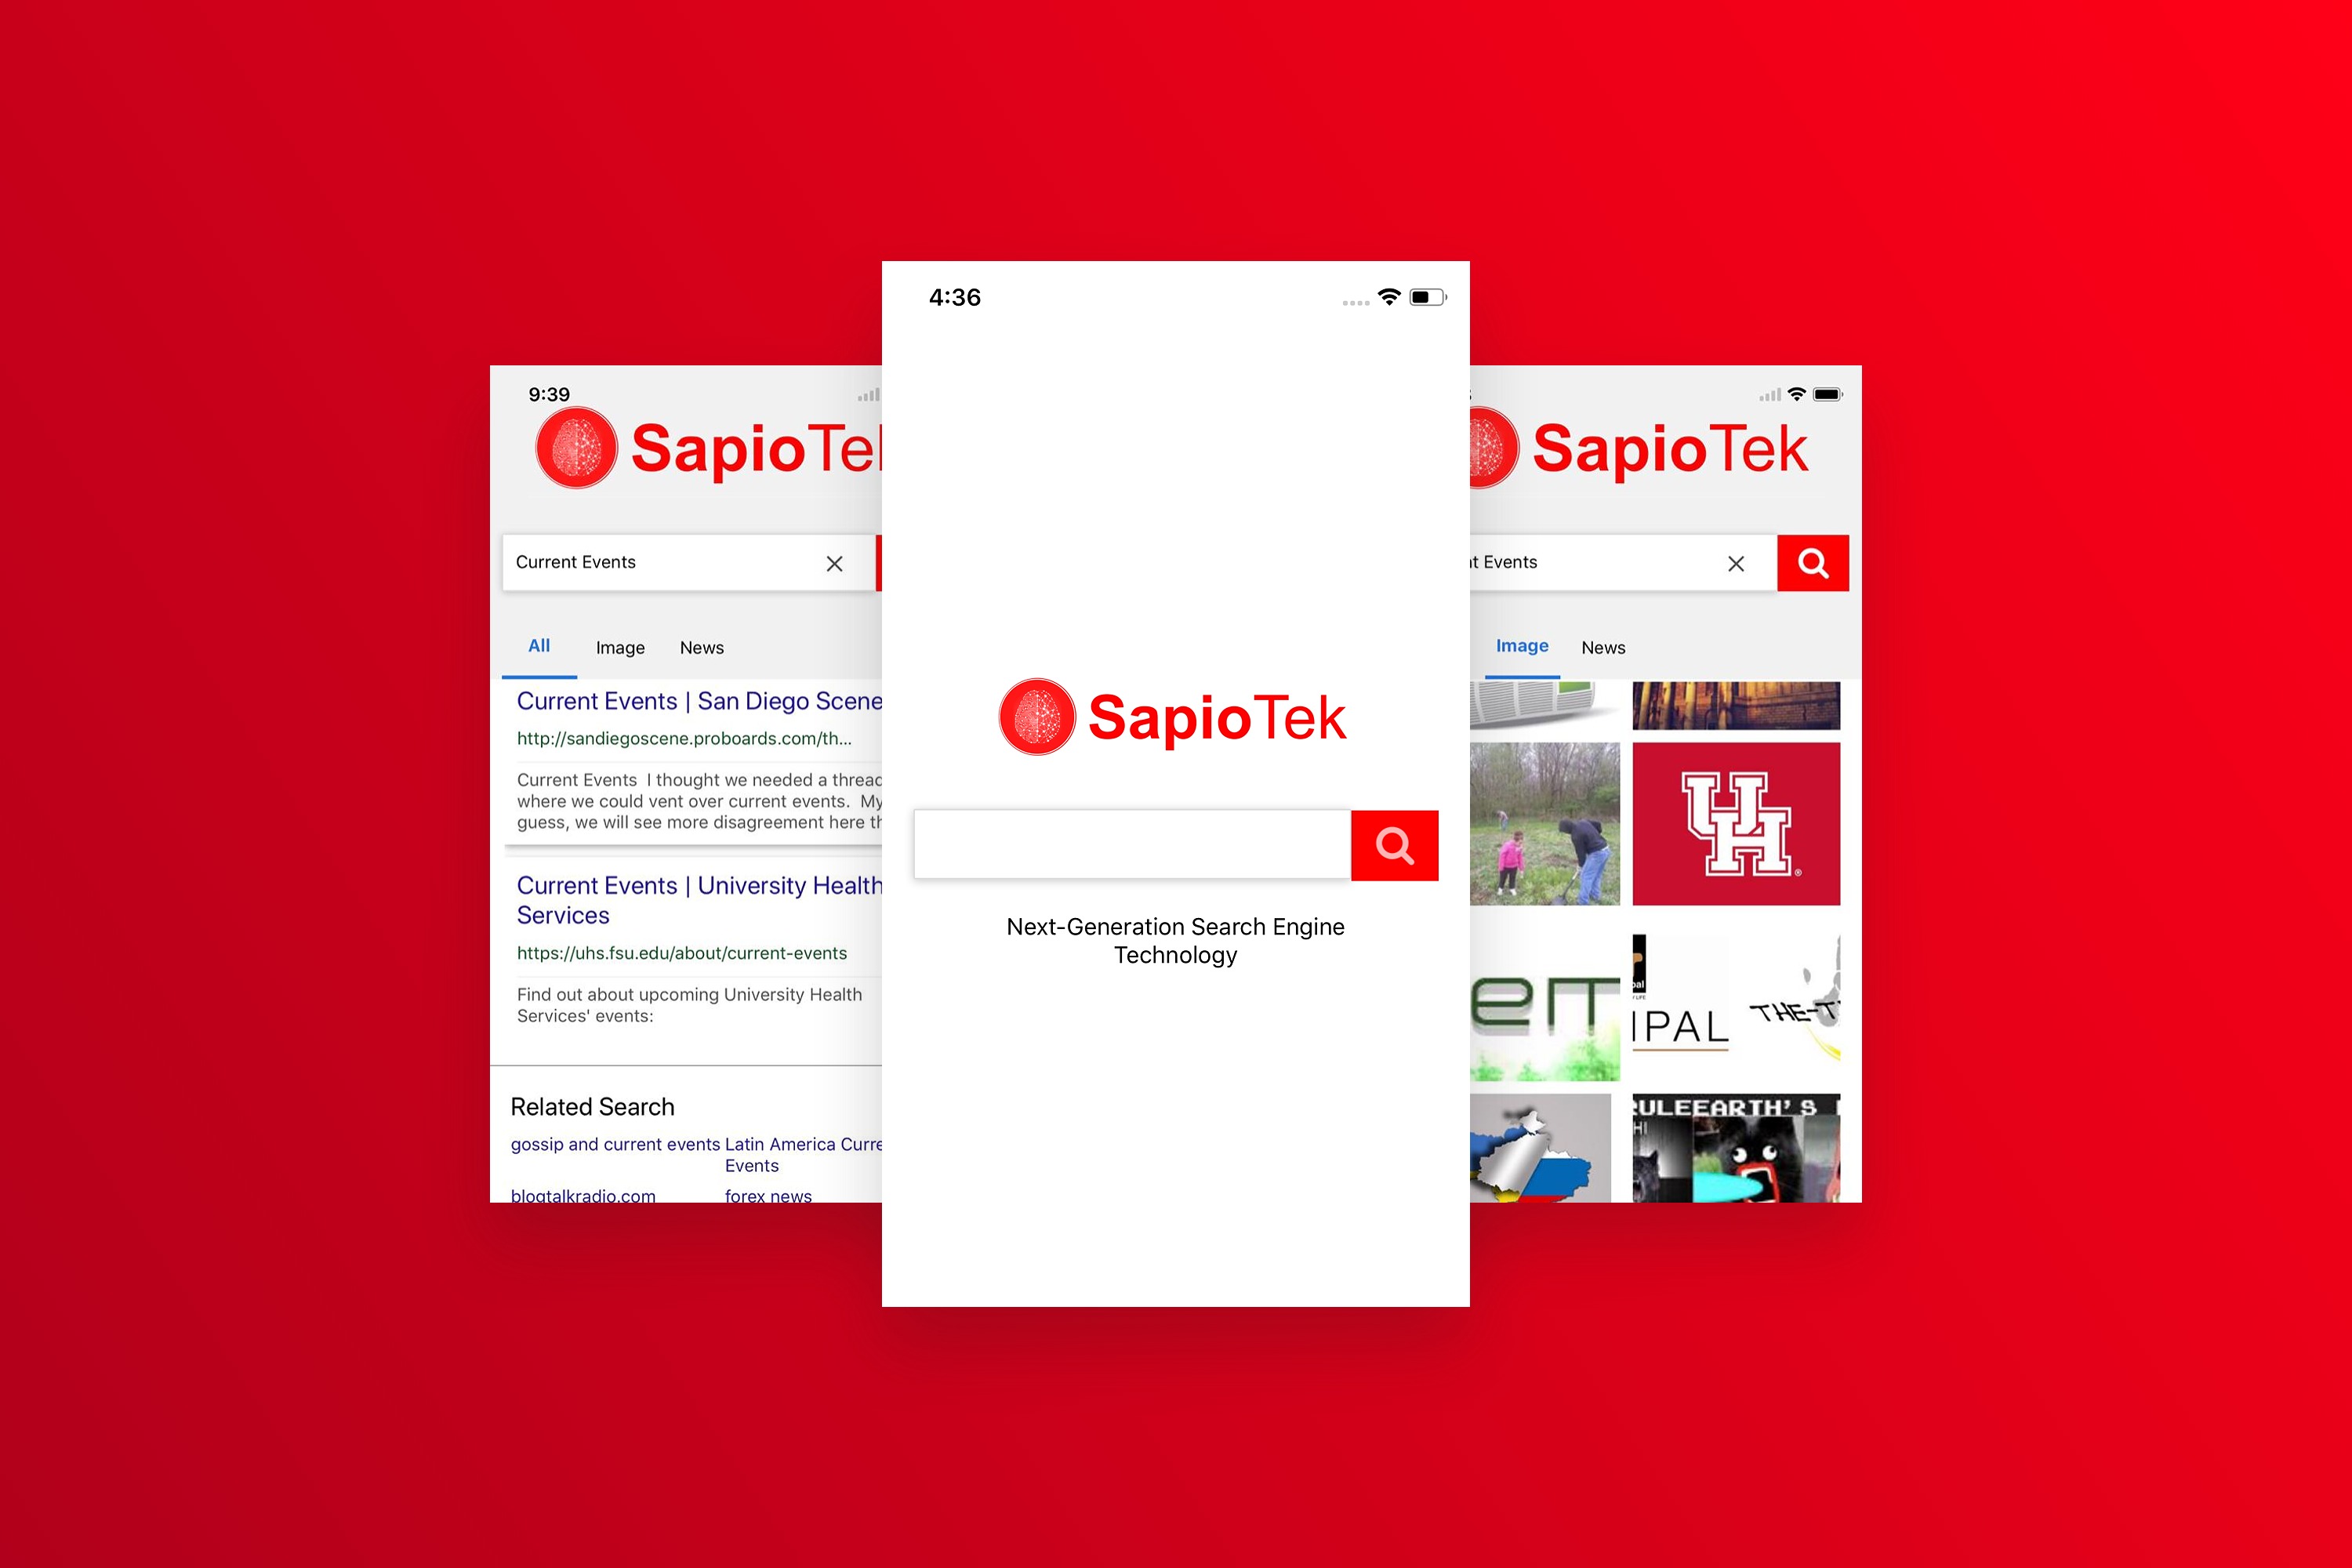 9:39
SapioTe
Current Events
All Image News
Current Events | San Diego Scene
http://sandiegoscene.proboards.com/th...
Current Events I thought we needed a thread
where we could vent over current events. My
guess, we will see more disagreement here th
Current Events | University Health
Services
https://uhs.fsu.edu/about/current-events
Find out about upcoming University Health
Services' events:
Related Search
gossip and current events Latin America Curre
Events
blogtalkradio.com forex news
4:36
SapioTek
Next-Generation Search Engine
Technology
SapioTek
nt Events
Image News
UH
em
IPAL
THE-T
RULEEARTH'S
HI